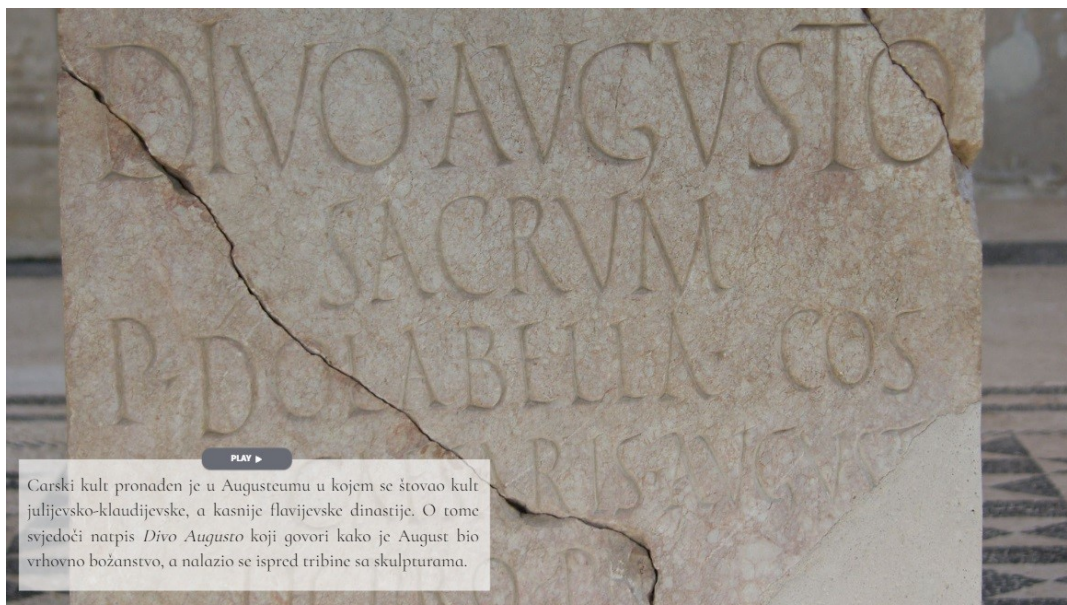 DIVO·AVGVSTO
SACRVM
P·DOLABELLA·COS
PLAY
Carski kult pronađen je u Augusteumu u kojem se štovao kult
julijevsko-klaudijevske, a kasnije flavijevske dinastije. O tome
svjedoči natpis Divo Augusto koji govori kako je August bio
vrhovno božanstvo, a nalazio se ispred tribine sa skulpturama.